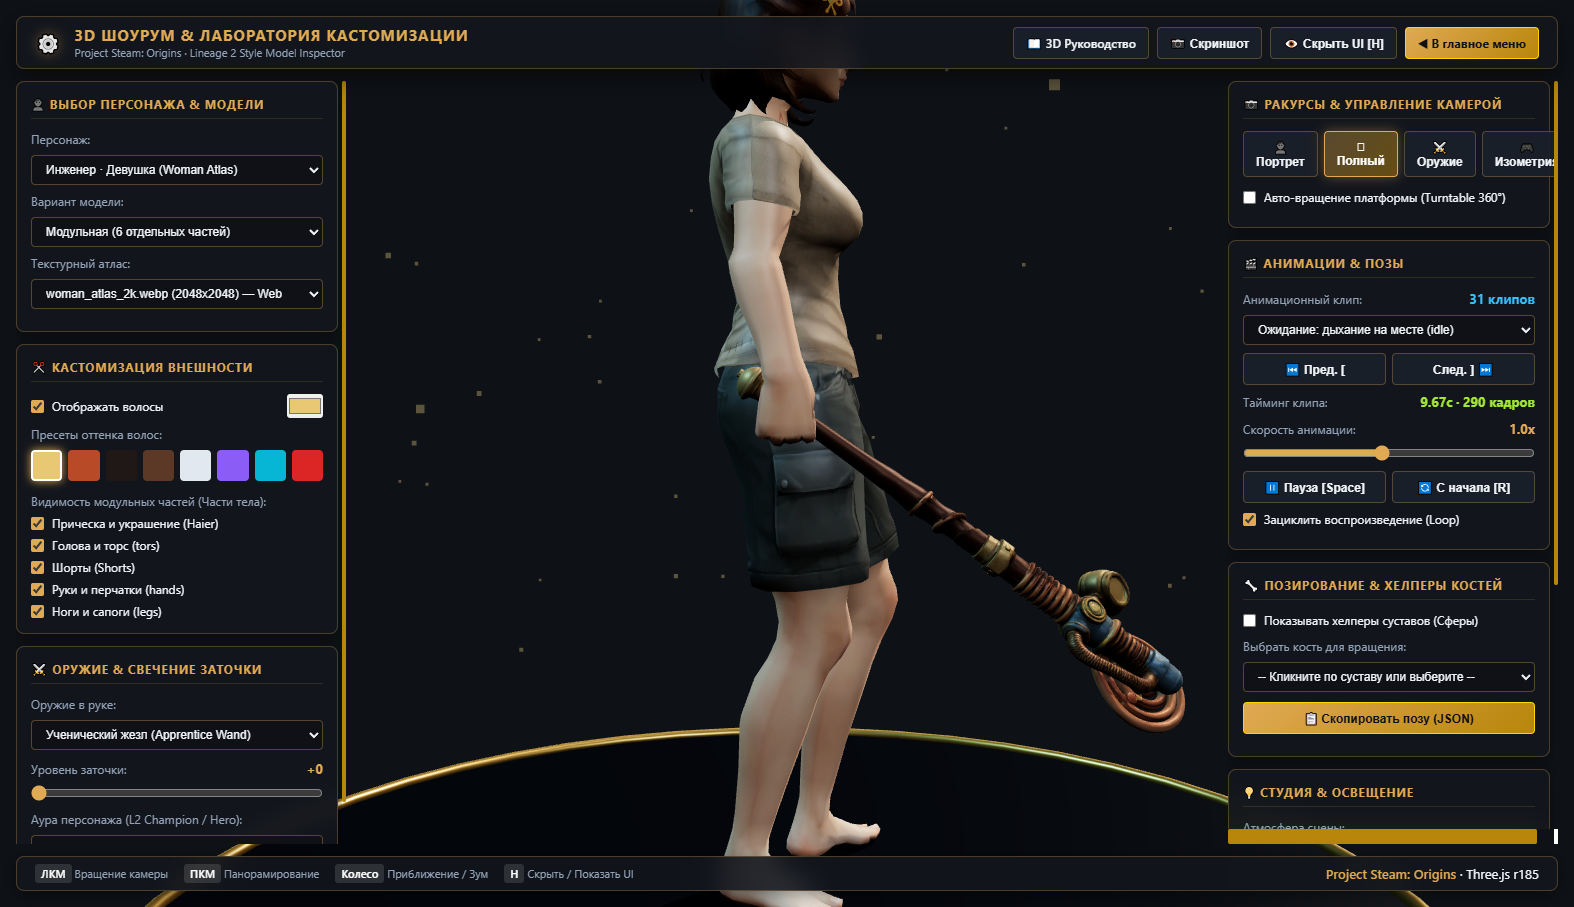 3D ШОУРУМ & ЛАБОРАТОРИЯ КАСТОМИЗАЦИИ
Project Steam: Origins · Lineage 2 Style Model Inspector
3D Руководство
Скриншот
Скрыть UI [H]
◀ В главное меню
ВЫБОР ПЕРСОНАЖА & МОДЕЛИ
Персонаж:
Инженер · Девушка (Woman Atlas)
Вариант модели:
Модульная (6 отдельных частей)
Текстурный атлас:
woman_atlas_2k.webp (2048x2048) — Web
КАСТОМИЗАЦИЯ ВНЕШНОСТИ
Отображать волосы
Пресеты оттенка волос:
Видимость модульных частей (Части тела):
Прическа и украшение (Haier)
Голова и торс (tors)
Шорты (Shorts)
Руки и перчатки (hands)
Ноги и сапоги (legs)
ОРУЖИЕ & СВЕЧЕНИЕ ЗАТОЧКИ
Оружие в руке:
Ученический жезл (Apprentice Wand)
Уровень заточки: +0
Аура персонажа (L2 Champion / Hero):
РАКУРСЫ & УПРАВЛЕНИЕ КАМЕРОЙ
Портрет
Полный
Оружие
Изометрия
Авто-вращение платформы (Turntable 360°)
АНИМАЦИИ & ПОЗЫ
Анимационный клип: 31 клипов
Ожидание: дыхание на месте (idle)
Пред. [
След. ]
Тайминг клипа: 9.67с · 290 кадров
Скорость анимации: 1.0x
Пауза [Space]
С начала [R]
Зациклить воспроизведение (Loop)
ПОЗИРОВАНИЕ & ХЕЛПЕРЫ КОСТЕЙ
Показывать хелперы суставов (Сферы)
Выбрать кость для вращения:
-- Кликните по суставу или выберите --
Скопировать позу (JSON)
СТУДИЯ & ОСВЕЩЕНИЕ
Атмосфера сцены:
ЛКМ Вращение камеры ПКМ Панорамирование Колесо Приближение / Зум H Скрыть / Показать UI
Project Steam: Origins · Three.js r185